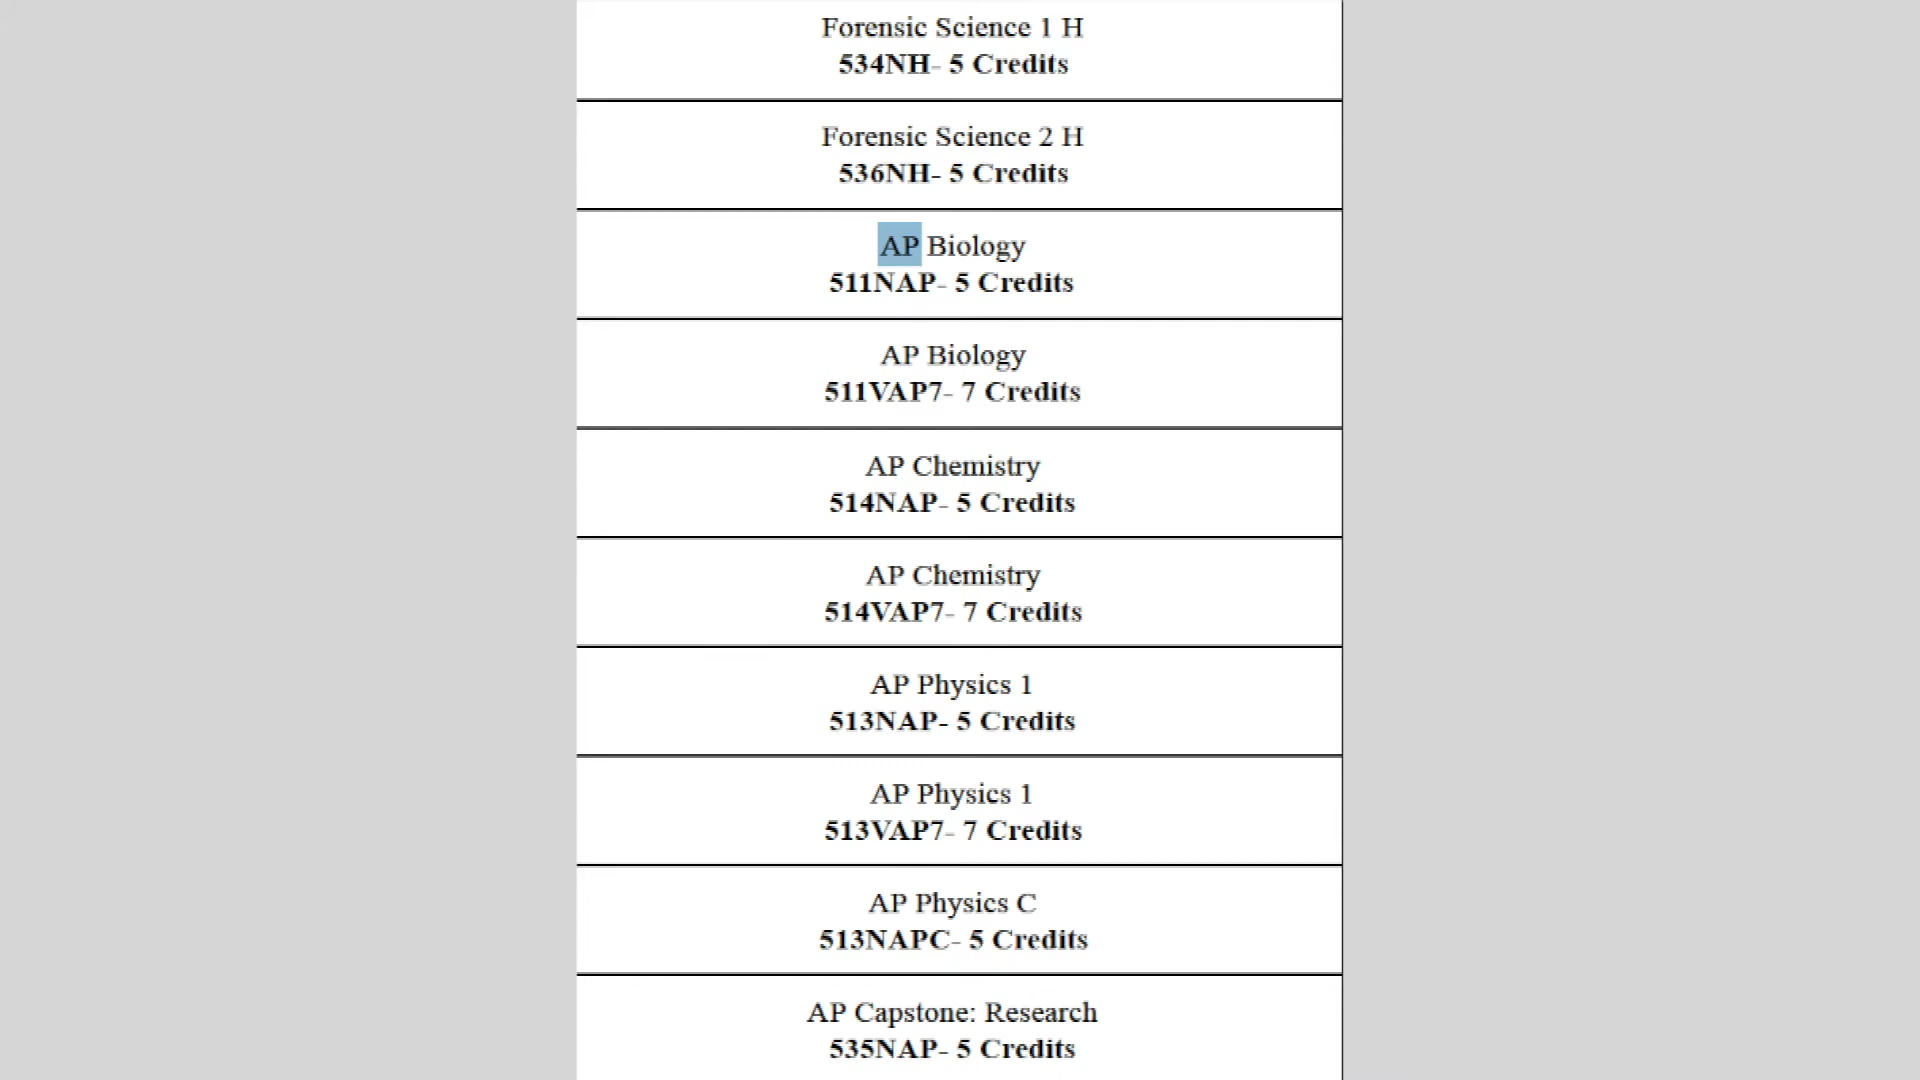 Forensic Science 1 H
534NH- 5 Credits
Forensic Science 2 H
536NH- 5 Credits
AP Biology
511NAP- 5 Credits
AP Biology
511VAP7- 7 Credits
AP Chemistry
514NAP- 5 Credits
AP Chemistry
514VAP7- 7 Credits
AP Physics 1
513NAP- 5 Credits
AP Physics 1
513VAP7- 7 Credits
AP Physics C
513NAPC- 5 Credits
AP Capstone: Research
535NAP- 5 Credits